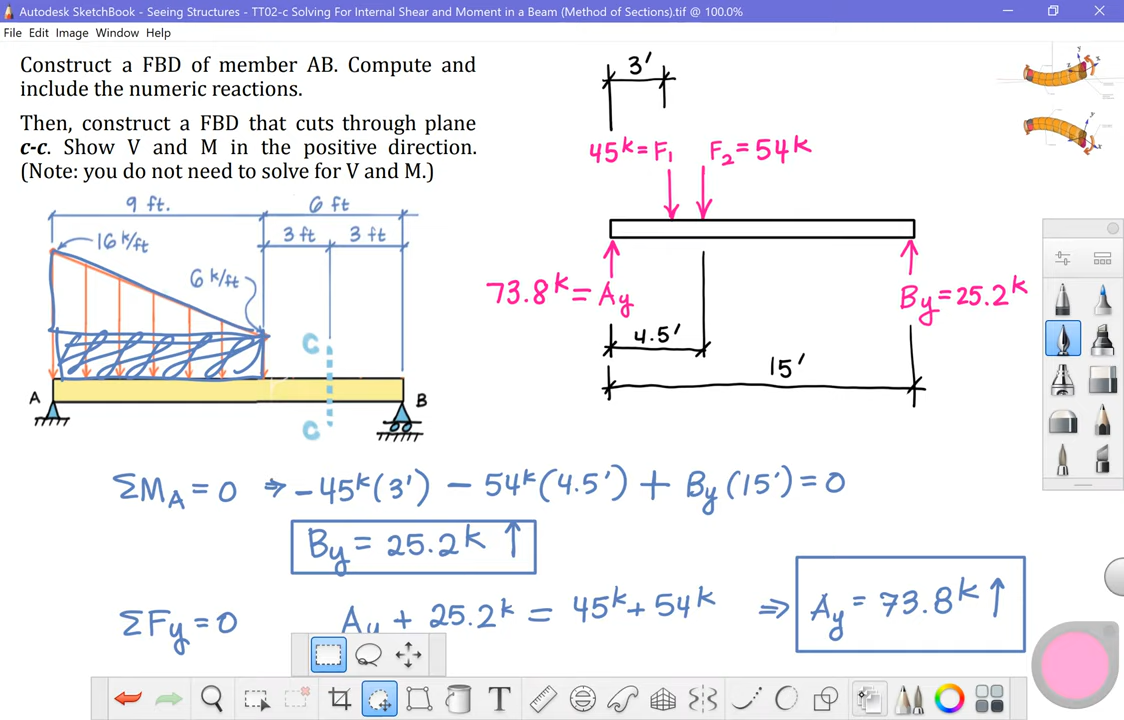 Autodesk SketchBook - Seeing Structures - TT02-c Solving For Internal Shear and Moment in a Beam (Method of Sections).tif @ 100.0%
File Edit Image Window Help
Construct a FBD of member AB. Compute and
include the numeric reactions.
Then, construct a FBD that cuts through plane
c-c. Show V and M in the positive direction.
(Note: you do not need to solve for V and M.)
3'
45k=F1 F2=54k
9 ft. 6 ft
3 ft 3 ft
16 k/ft
6 k/ft
73.8k=Ay
By=25.2k
4.5'
15'
C
A B
C
ΣMA=0 ⇒ -45k(3') - 54k(4.5') + By(15')=0
By= 25.2k ↑
ΣFy=0 Ay + 25.2k = 45k+54k ⇒ Ay= 73.8k↑
T